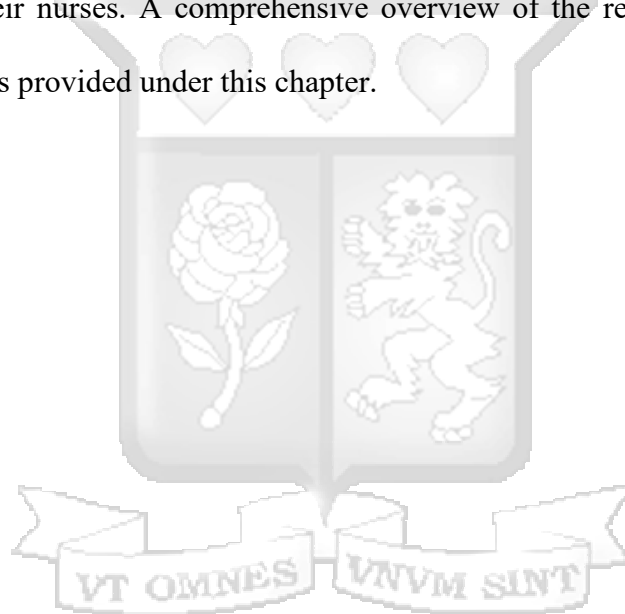 eir nurses. A comprehensive overview of the re
s provided under this chapter.
VT OMNES VNVM SINT